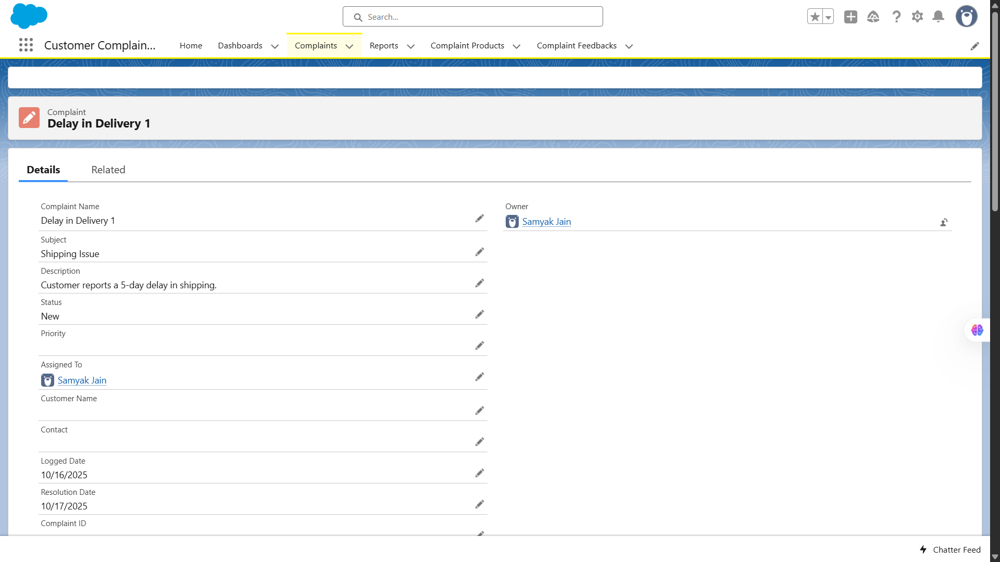 Search...
Customer Complain...
Home
Dashboards
Complaints
Reports
Complaint Products
Complaint Feedbacks
Complaint
Delay in Delivery 1
Details
Related
Complaint Name
Delay in Delivery 1
Owner
Samyak Jain
Subject
Shipping Issue
Description
Customer reports a 5-day delay in shipping.
Status
New
Priority
Assigned To
Samyak Jain
Customer Name
Contact
Logged Date
10/16/2025
Resolution Date
10/17/2025
Complaint ID
Chatter Feed